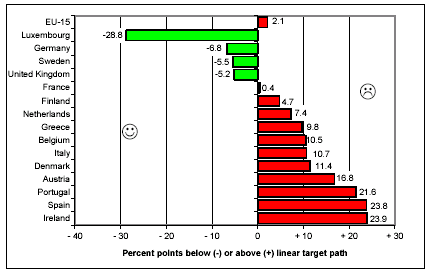 EU-15 2.1
Luxembourg -28.8
Germany -6.8
Sweden -5.5
United Kingdom -5.2
France 0.4
Finland 4.7
Netherlands 7.4
Greece 9.8
Belgium 10.5
Italy 10.7
Denmark 11.4
Austria 16.8
Portugal 21.6
Spain 23.8
Ireland 23.9
- 40 - 30 - 20 - 10 0 + 10 + 20 + 30
Percent points below (-) or above (+) linear target path